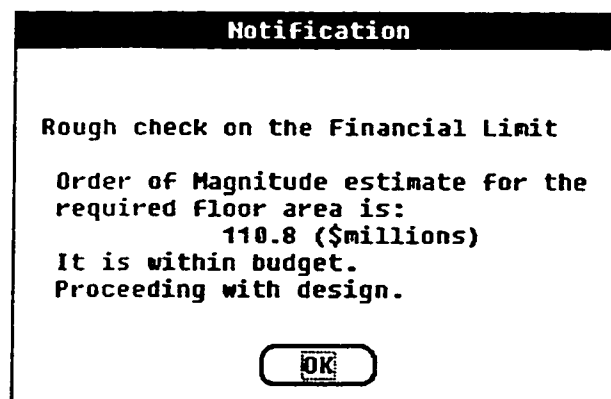 Notification
Rough check on the Financial Limit
Order of Magnitude estimate for the
required floor area is:
110.8 ($millions)
It is within budget.
Proceeding with design.
OK